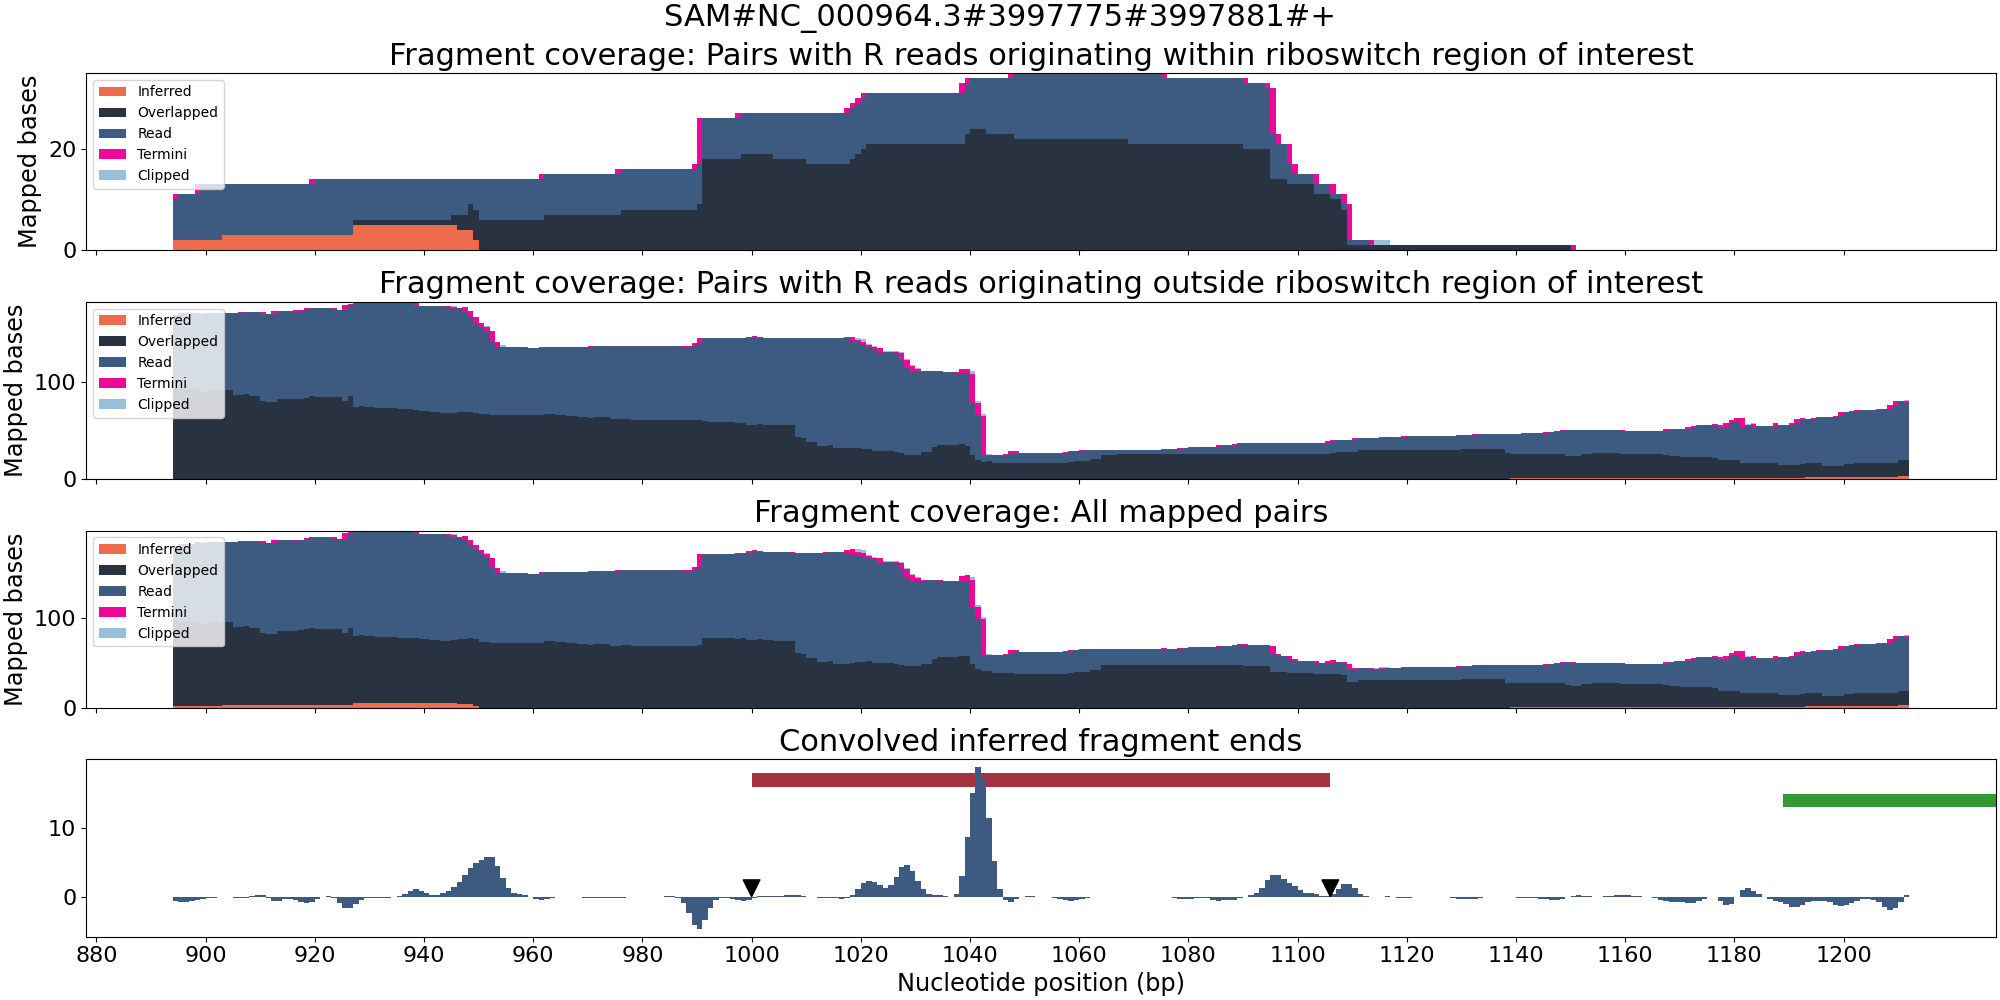 SAM#NC_000964.3#3997775#3997881#+
Fragment coverage: Pairs with R reads originating within riboswitch region of interest
Mapped bases
20
0
Inferred
Overlapped
Read
Termini
Clipped
Fragment coverage: Pairs with R reads originating outside riboswitch region of interest
Mapped bases
100
0
Inferred
Overlapped
Read
Termini
Clipped
Fragment coverage: All mapped pairs
Mapped bases
100
0
Inferred
Overlapped
Read
Termini
Clipped
Convolved inferred fragment ends
10
0
880 900 920 940 960 980 1000 1020 1040 1060 1080 1100 1120 1140 1160 1180 1200
Nucleotide position (bp)